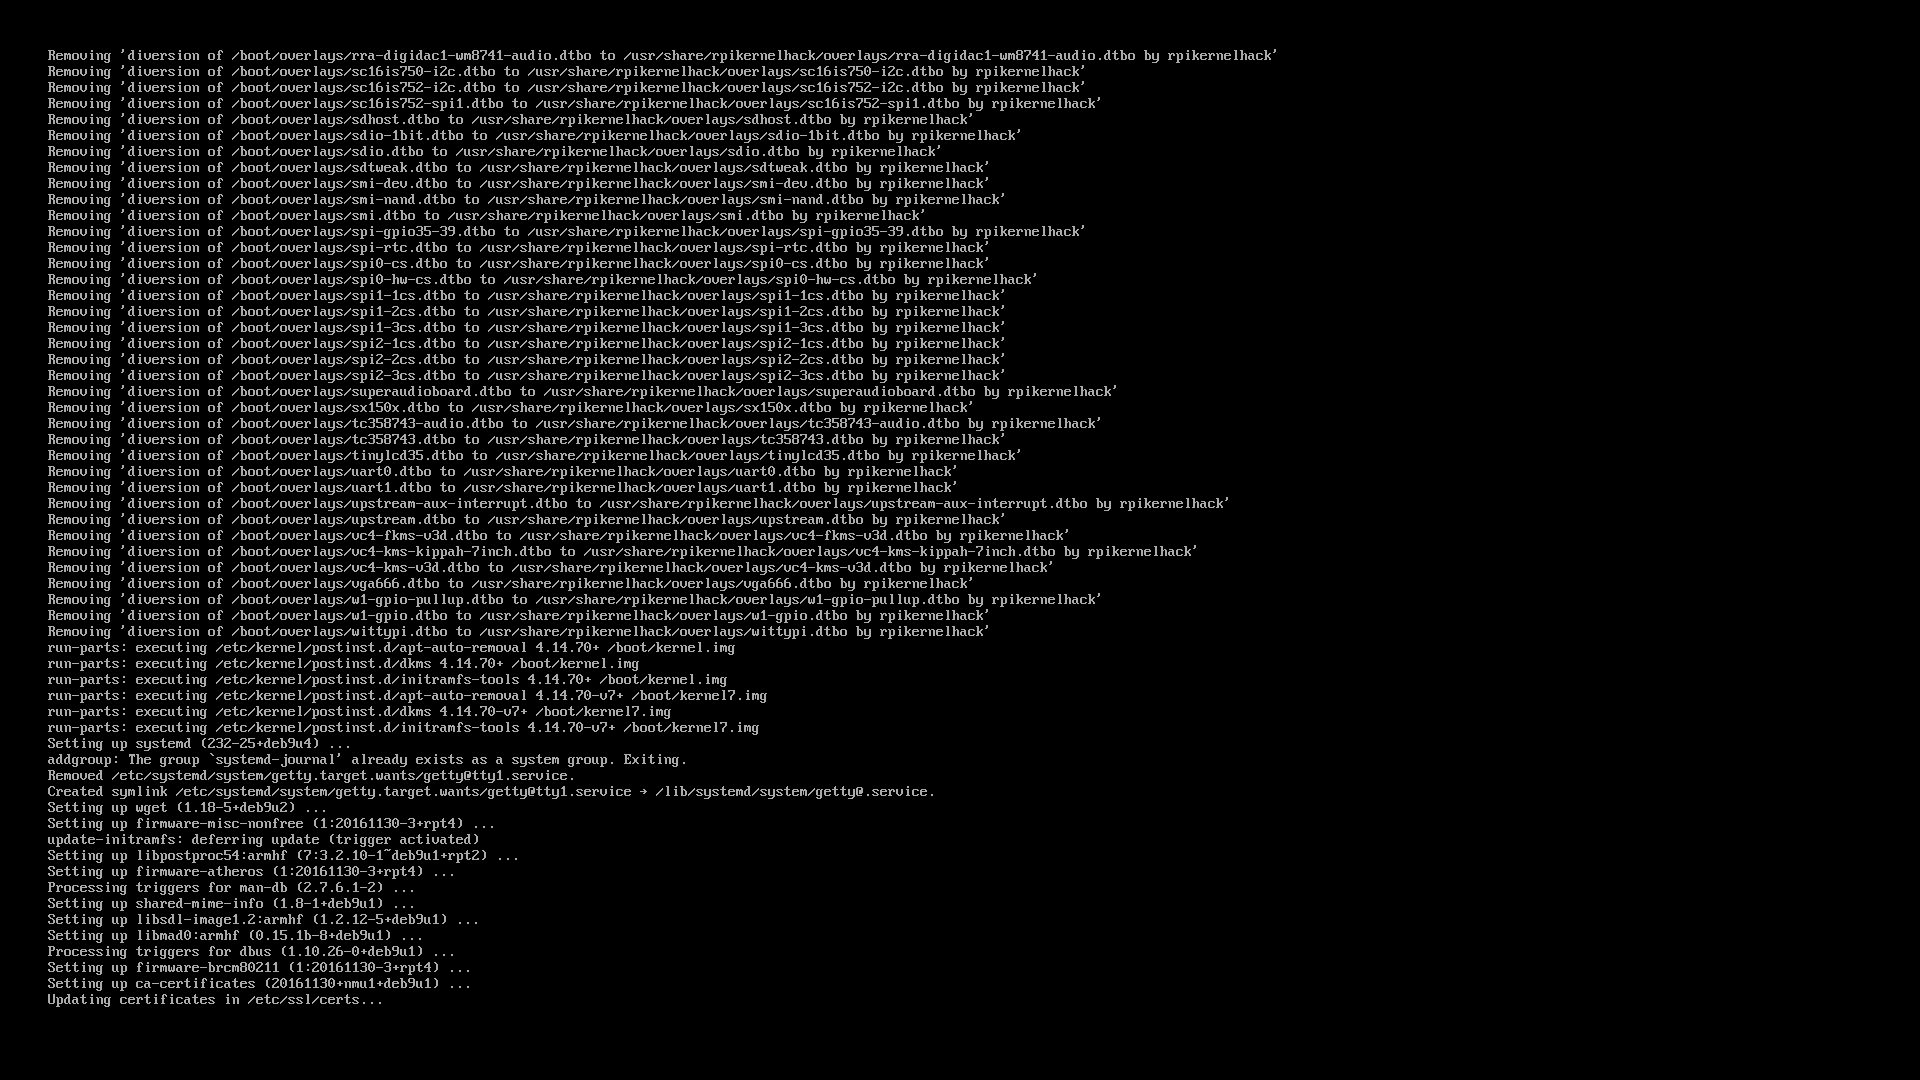 Removing 'diversion of /boot/overlays/rra-digidac1-wm8741-audio.dtbo to /usr/share/rpikernelhack/overlays/rra-digidac1-wm8741-audio.dtbo by rpikernelhack'
Removing 'diversion of /boot/overlays/sc16is750-i2c.dtbo to /usr/share/rpikernelhack/overlays/sc16is750-i2c.dtbo by rpikernelhack'
Removing 'diversion of /boot/overlays/sc16is752-i2c.dtbo to /usr/share/rpikernelhack/overlays/sc16is752-i2c.dtbo by rpikernelhack'
Removing 'diversion of /boot/overlays/sc16is752-spi1.dtbo to /usr/share/rpikernelhack/overlays/sc16is752-spi1.dtbo by rpikernelhack'
Removing 'diversion of /boot/overlays/sdhost.dtbo to /usr/share/rpikernelhack/overlays/sdhost.dtbo by rpikernelhack'
Removing 'diversion of /boot/overlays/sdio-1bit.dtbo to /usr/share/rpikernelhack/overlays/sdio-1bit.dtbo by rpikernelhack'
Removing 'diversion of /boot/overlays/sdio.dtbo to /usr/share/rpikernelhack/overlays/sdio.dtbo by rpikernelhack'
Removing 'diversion of /boot/overlays/sdtweak.dtbo to /usr/share/rpikernelhack/overlays/sdtweak.dtbo by rpikernelhack'
Removing 'diversion of /boot/overlays/smi-dev.dtbo to /usr/share/rpikernelhack/overlays/smi-dev.dtbo by rpikernelhack'
Removing 'diversion of /boot/overlays/smi-nand.dtbo to /usr/share/rpikernelhack/overlays/smi-nand.dtbo by rpikernelhack'
Removing 'diversion of /boot/overlays/smi.dtbo to /usr/share/rpikernelhack/overlays/smi.dtbo by rpikernelhack'
Removing 'diversion of /boot/overlays/spi-gpio35-39.dtbo to /usr/share/rpikernelhack/overlays/spi-gpio35-39.dtbo by rpikernelhack'
Removing 'diversion of /boot/overlays/spi-rtc.dtbo to /usr/share/rpikernelhack/overlays/spi-rtc.dtbo by rpikernelhack'
Removing 'diversion of /boot/overlays/spi0-cs.dtbo to /usr/share/rpikernelhack/overlays/spi0-cs.dtbo by rpikernelhack'
Removing 'diversion of /boot/overlays/spi0-hw-cs.dtbo to /usr/share/rpikernelhack/overlays/spi0-hw-cs.dtbo by rpikernelhack'
Removing 'diversion of /boot/overlays/spi1-1cs.dtbo to /usr/share/rpikernelhack/overlays/spi1-1cs.dtbo by rpikernelhack'
Removing 'diversion of /boot/overlays/spi1-2cs.dtbo to /usr/share/rpikernelhack/overlays/spi1-2cs.dtbo by rpikernelhack'
Removing 'diversion of /boot/overlays/spi1-3cs.dtbo to /usr/share/rpikernelhack/overlays/spi1-3cs.dtbo by rpikernelhack'
Removing 'diversion of /boot/overlays/spi2-1cs.dtbo to /usr/share/rpikernelhack/overlays/spi2-1cs.dtbo by rpikernelhack'
Removing 'diversion of /boot/overlays/spi2-2cs.dtbo to /usr/share/rpikernelhack/overlays/spi2-2cs.dtbo by rpikernelhack'
Removing 'diversion of /boot/overlays/spi2-3cs.dtbo to /usr/share/rpikernelhack/overlays/spi2-3cs.dtbo by rpikernelhack'
Removing 'diversion of /boot/overlays/superaudioboard.dtbo to /usr/share/rpikernelhack/overlays/superaudioboard.dtbo by rpikernelhack'
Removing 'diversion of /boot/overlays/sx150x.dtbo to /usr/share/rpikernelhack/overlays/sx150x.dtbo by rpikernelhack'
Removing 'diversion of /boot/overlays/tc358743-audio.dtbo to /usr/share/rpikernelhack/overlays/tc358743-audio.dtbo by rpikernelhack'
Removing 'diversion of /boot/overlays/tc358743.dtbo to /usr/share/rpikernelhack/overlays/tc358743.dtbo by rpikernelhack'
Removing 'diversion of /boot/overlays/tinylcd35.dtbo to /usr/share/rpikernelhack/overlays/tinylcd35.dtbo by rpikernelhack'
Removing 'diversion of /boot/overlays/uart0.dtbo to /usr/share/rpikernelhack/overlays/uart0.dtbo by rpikernelhack'
Removing 'diversion of /boot/overlays/uart1.dtbo to /usr/share/rpikernelhack/overlays/uart1.dtbo by rpikernelhack'
Removing 'diversion of /boot/overlays/upstream-aux-interrupt.dtbo to /usr/share/rpikernelhack/overlays/upstream-aux-interrupt.dtbo by rpikernelhack'
Removing 'diversion of /boot/overlays/upstream.dtbo to /usr/share/rpikernelhack/overlays/upstream.dtbo by rpikernelhack'
Removing 'diversion of /boot/overlays/vc4-fkms-v3d.dtbo to /usr/share/rpikernelhack/overlays/vc4-fkms-v3d.dtbo by rpikernelhack'
Removing 'diversion of /boot/overlays/vc4-kms-kippah-7inch.dtbo to /usr/share/rpikernelhack/overlays/vc4-kms-kippah-7inch.dtbo by rpikernelhack'
Removing 'diversion of /boot/overlays/vc4-kms-v3d.dtbo to /usr/share/rpikernelhack/overlays/vc4-kms-v3d.dtbo by rpikernelhack'
Removing 'diversion of /boot/overlays/vga666.dtbo to /usr/share/rpikernelhack/overlays/vga666.dtbo by rpikernelhack'
Removing 'diversion of /boot/overlays/w1-gpio-pullup.dtbo to /usr/share/rpikernelhack/overlays/w1-gpio-pullup.dtbo by rpikernelhack'
Removing 'diversion of /boot/overlays/w1-gpio.dtbo to /usr/share/rpikernelhack/overlays/w1-gpio.dtbo by rpikernelhack'
Removing 'diversion of /boot/overlays/wittypi.dtbo to /usr/share/rpikernelhack/overlays/wittypi.dtbo by rpikernelhack'
run-parts: executing /etc/kernel/postinst.d/apt-auto-removal 4.14.70+ /boot/kernel.img
run-parts: executing /etc/kernel/postinst.d/dkms 4.14.70+ /boot/kernel.img
run-parts: executing /etc/kernel/postinst.d/initramfs-tools 4.14.70+ /boot/kernel.img
run-parts: executing /etc/kernel/postinst.d/apt-auto-removal 4.14.70-v7+ /boot/kernel7.img
run-parts: executing /etc/kernel/postinst.d/dkms 4.14.70-v7+ /boot/kernel7.img
run-parts: executing /etc/kernel/postinst.d/initramfs-tools 4.14.70-v7+ /boot/kernel7.img
Setting up systemd (232-25+deb9u4) ...
addgroup: The group `systemd-journal' already exists as a system group. Exiting.
Removed /etc/systemd/system/getty.target.wants/getty@tty1.service.
Created symlink /etc/systemd/system/getty.target.wants/getty@tty1.service → /lib/systemd/system/getty@.service.
Setting up wget (1.18-5+deb9u2) ...
Setting up firmware-misc-nonfree (1:20161130-3+rpt4) ...
update-initramfs: deferring update (trigger activated)
Setting up libpostproc54:armhf (7:3.2.10-1~deb9u1+rpt2) ...
Setting up firmware-atheros (1:20161130-3+rpt4) ...
Processing triggers for man-db (2.7.6.1-2) ...
Setting up shared-mime-info (1.8-1+deb9u1) ...
Setting up libsdl-image1.2:armhf (1.2.12-5+deb9u1) ...
Setting up libmad0:armhf (0.15.1b-8+deb9u1) ...
Processing triggers for dbus (1.10.26-0+deb9u1) ...
Setting up firmware-brcm80211 (1:20161130-3+rpt4) ...
Setting up ca-certificates (20161130+nmu1+deb9u1) ...
Updating certificates in /etc/ssl/certs...